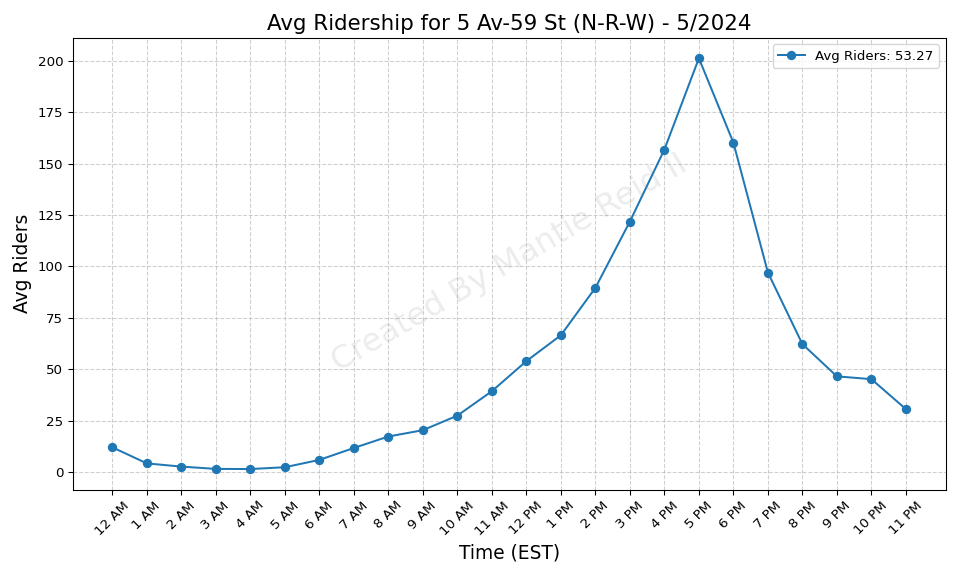 Avg Ridership for 5 Av-59 St (N-R-W) - 5/2024
Avg Riders: 53.27
200
175
150
125
100
75
50
25
0
Avg Riders
Created By Mantle Reid II
12 AM
1 AM
2 AM
3 AM
4 AM
5 AM
6 AM
7 AM
8 AM
9 AM
10 AM
11 AM
12 PM
1 PM
2 PM
3 PM
4 PM
5 PM
6 PM
7 PM
8 PM
9 PM
10 PM
11 PM
Time (EST)